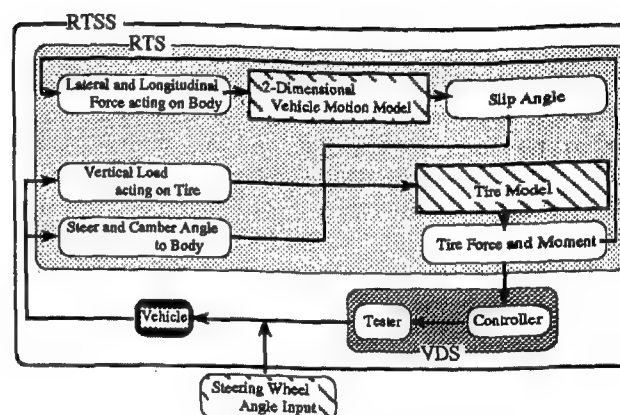 RTSS
RTS
Lateral and Longitudinal
Force acting on Body
2-Dimensional
Vehicle Motion Model
Slip Angle
Vertical Load
acting on Tire
Tire Model
Steer and Camber Angle
to Body
Tire Force and Moment
Vehicle
Tester
Controller
VDS
Steering Wheel
Angle Input